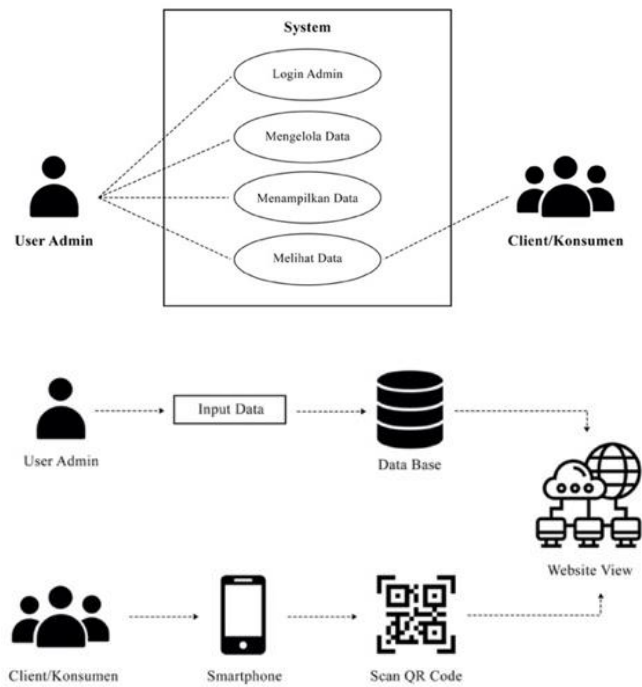 System
Login Admin
Mengelola Data
Menampilkan Data
Melihat Data
User Admin
Client/Konsumen
Input Data
User Admin
Data Base
Website View
Client/Konsumen
Smartphone
Scan QR Code